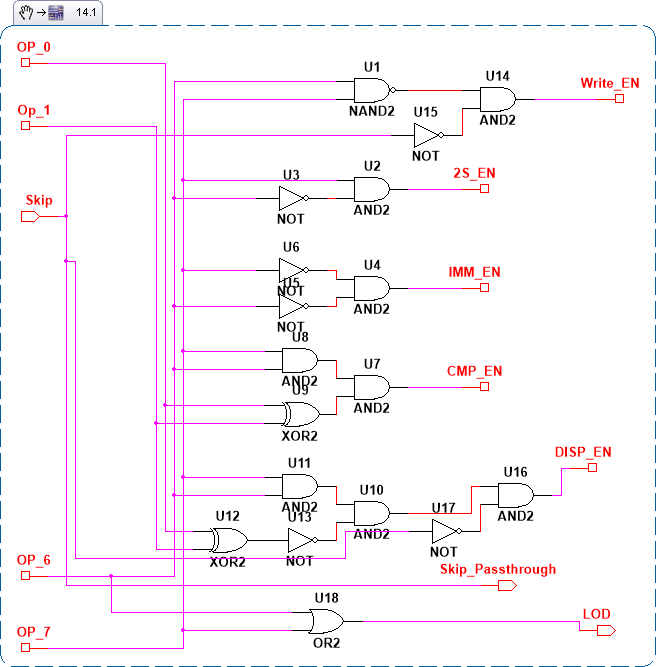 14.1
OP_0
U1
U14
Write_EN
NAND2
Op_1
U15
AND2
NOT
U2
2S_EN
U3
AND2
Skip
NOT
U6
U4
IMM_EN
NOT
U5
AND2
NOT
U8
U7
CMP_EN
AND2
U9
AND2
XOR2
DISP_EN
U11
U16
AND2
U10
U12
U13
U17
AND2
AND2
NOT
XOR2
NOT
OP_6
Skip_Passthrough
U18
LOD
OP_7
OR2